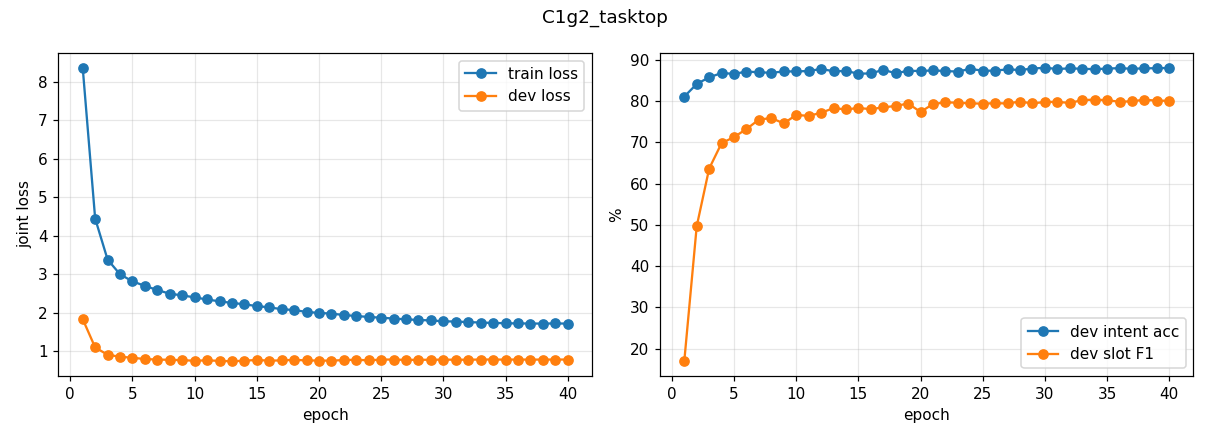 C1g2_tasktop
joint loss
8
7
6
5
4
3
2
1
0 5 10 15 20 25 30 35 40
epoch
train loss
dev loss
%
90
80
70
60
50
40
30
20
0 5 10 15 20 25 30 35 40
epoch
dev intent acc
dev slot F1